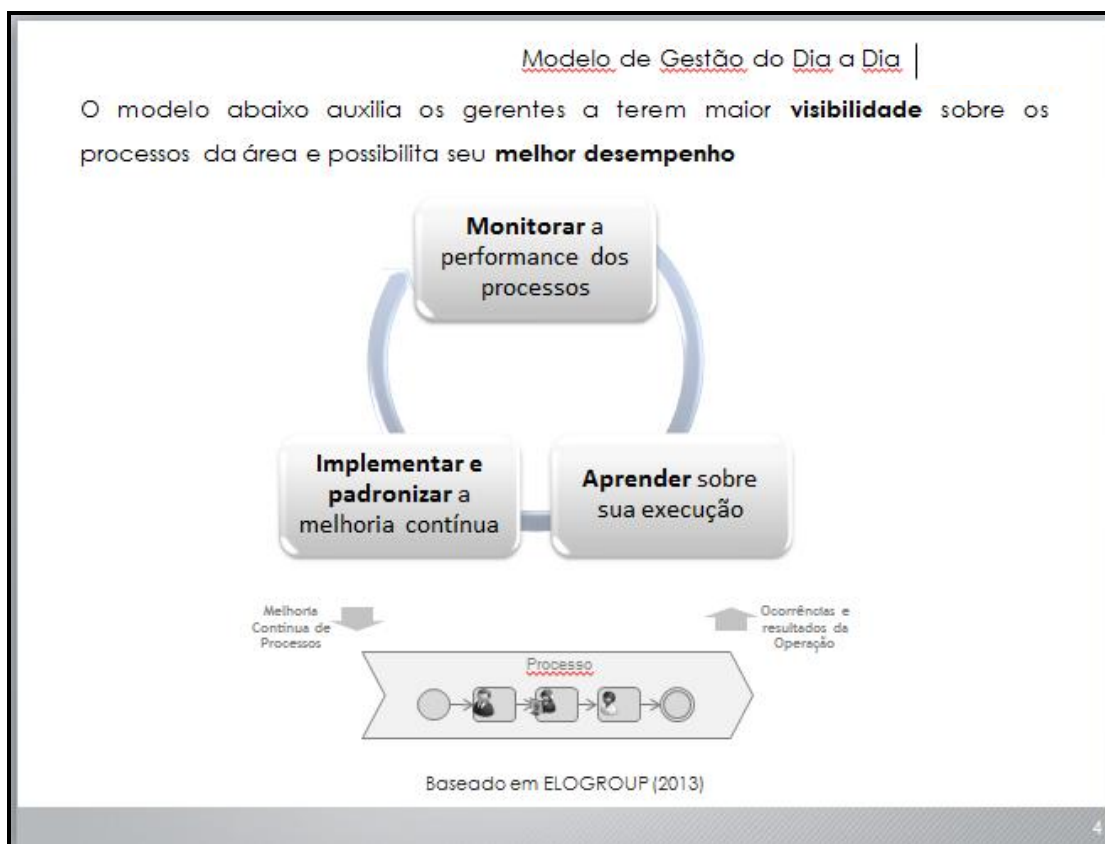 Modelo de Gestão do Dia a Dia
O modelo abaixo auxilia os gerentes a terem maior visibilidade sobre os
processos da área e possibilita seu melhor desempenho
Monitorar a
performance dos
processos
Implementar e
padronizar a
melhoria contínua
Aprender sobre
sua execução
Melhoria
Contínua de
Processos
Ocorrências e
resultados da
Operação
Processo
Baseado em ELOGROUP (2013)
4